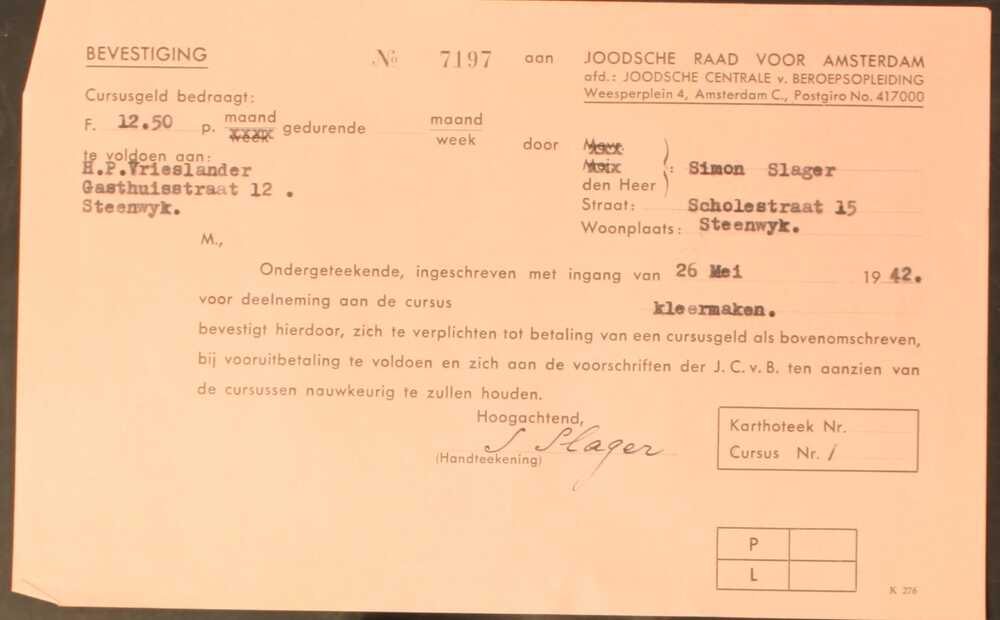 BEVESTIGING
No 7197 aan
JOODSCHE RAAD VOOR AMSTERDAM
afd.: JOODSCHE CENTRALE v. BEROEPSOPLEIDING
Weesperplein 4, Amsterdam C., Postgiro No. 417000
Cursusgeld bedraagt:
F. 12.50 p. maand
week gedurende maand
week
te voldoen aan:
H.P.Vrieslander
Gasthuisstraat 12 .
Steenwyk.
door
den Heer ) : Simon Slager
Straat: Scholestraat 15
Woonplaats: Steenwyk.
M.,
Ondergeteekende, ingeschreven met ingang van 26 Mei 1942.
voor deelneming aan de cursus kleermaken.
bevestigt hierdoor, zich te verplichten tot betaling van een cursusgeld als bovenomschreven,
bij vooruitbetaling te voldoen en zich aan de voorschriften der J. C. v. B. ten aanzien van
de cursussen nauwkeurig te zullen houden.
Hoogachtend,
S Slager
(Handteekening)
Karthoteek Nr.
Cursus Nr. 1
P
L
K 276